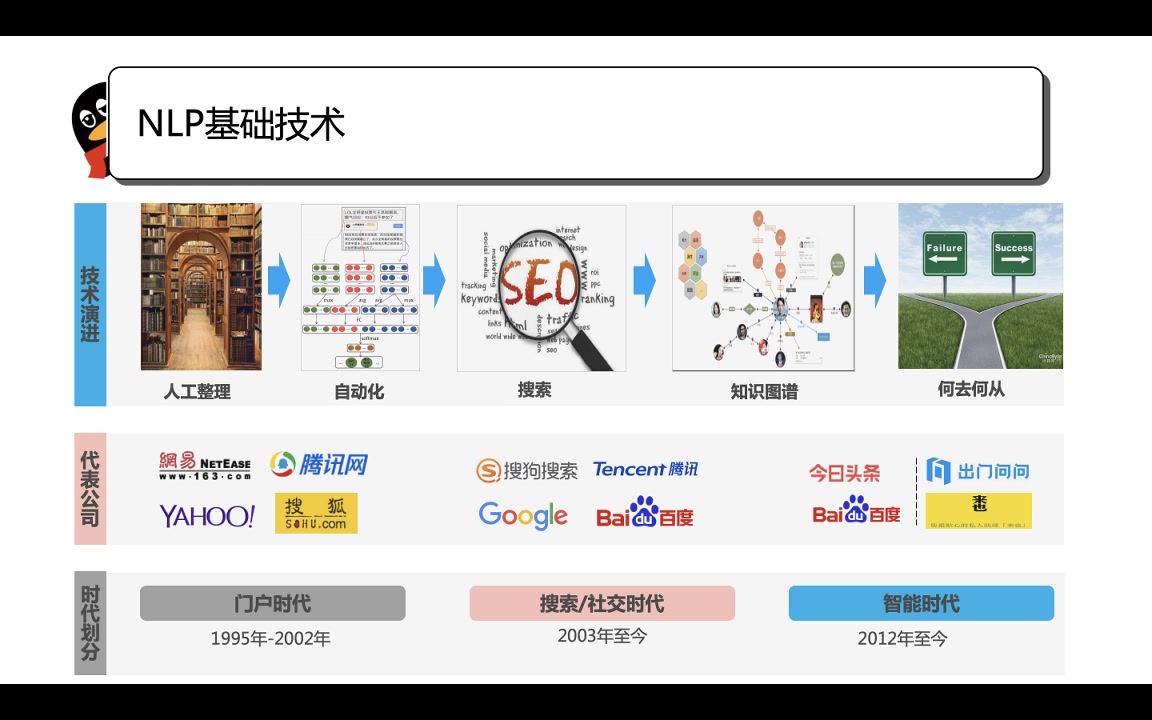 NLP基础技术
技术演进
internet
search
optimization
design
social media
marketing
www
roi
ppc
tracking
keywords
SEO
ranking
content
links
html
traffic
description
world wide web
web page
seo
Failure
Success
人工整理
自动化
搜索
知识图谱
何去何从
max
avg
avg
max
FC
softmax
代表公司
網易 NETEASE
www.163.com
腾讯网
YAHOO!
搜狐
SOHU.com
搜狗搜索
Tencent 腾讯
Google
Baidu百度
今日头条
Baidu百度
出门问问
来也
时代划分
门户时代
搜索/社交时代
智能时代
1995年-2002年
2003年至今
2012年至今